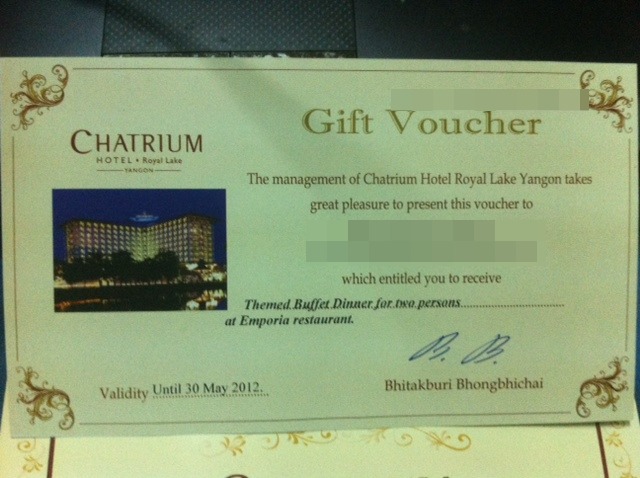 CHATRIUM
HOTEL • Royal Lake
YANGON
Gift Voucher
The management of Chatrium Hotel Royal Lake Yangon takes
great pleasure to present this voucher to
which entitled you to receive
Themed Buffet Dinner for two persons
at Emporia restaurant.
B. B.
Validity Until 30 May 2012.
Bhitakburi Bhongbhichai